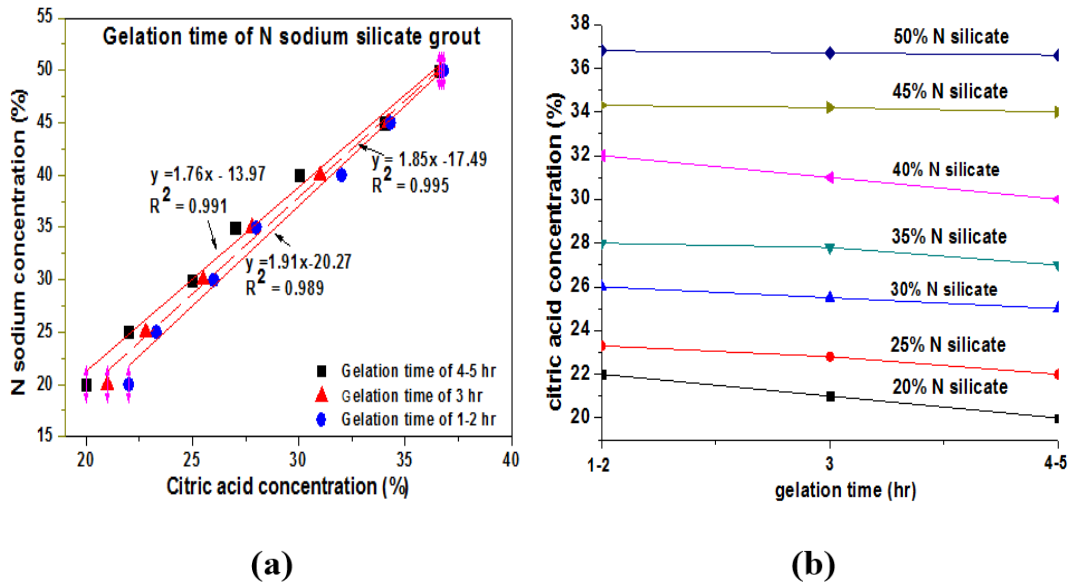 Gelation time of N sodium silicate grout
N sodium concentration (%)
55
50
45
40
35
30
25
20
15
y =1.76x - 13.97
R2 = 0.991
y = 1.85x -17.49
R2 = 0.995
y =1.91x-20.27
R2 = 0.989
Gelation time of 4-5 hr
Gelation time of 3 hr
Gelation time of 1-2 hr
20
25
30
35
40
Citric acid concentration (%)
(a)
citric acid concentration (%)
38
36
34
32
30
28
26
24
22
20
50% N silicate
45% N silicate
40% N silicate
35% N silicate
30% N silicate
25% N silicate
20% N silicate
1-2
3
4-5
gelation time (hr)
(b)